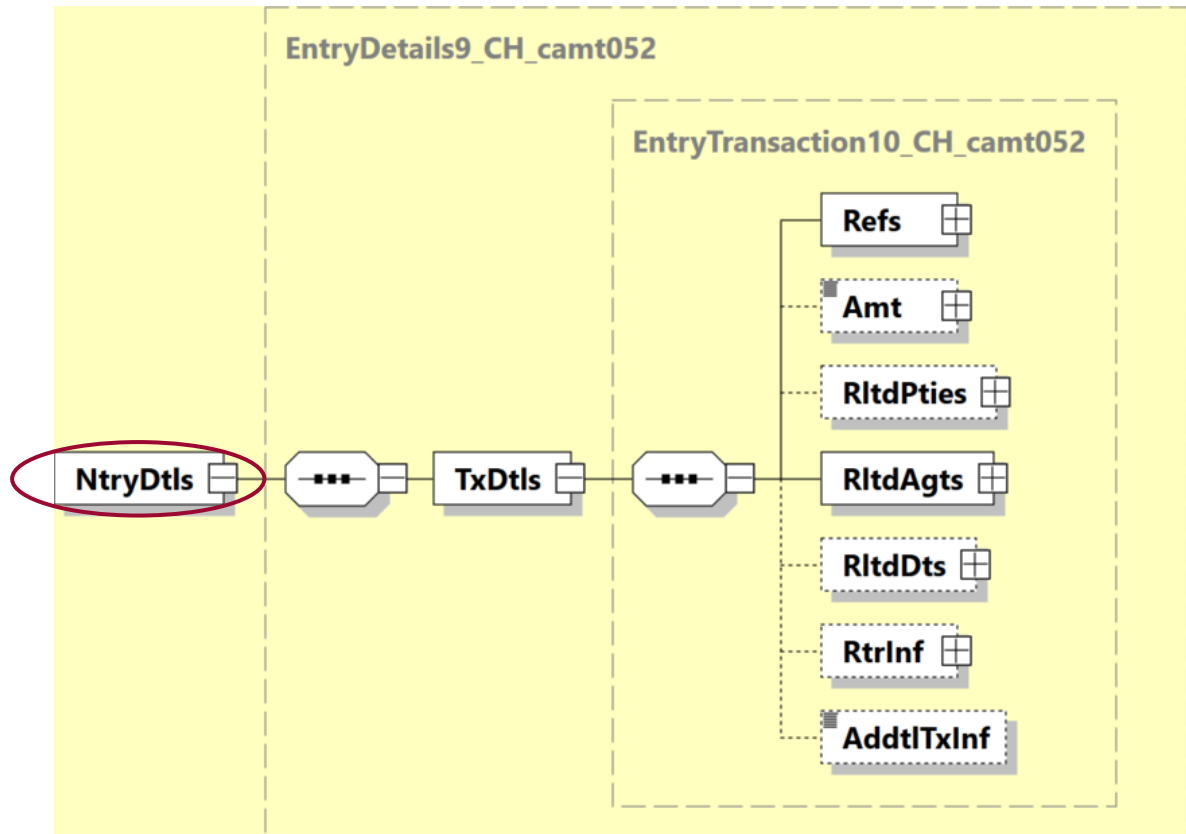 EntryDetails9_CH_camt052
EntryTransaction10_CH_camt052
Refs
Amt
RltdPties
NtryDtls
TxDtls
RltdAgts
RltdDts
RtrInf
AddtlTxInf